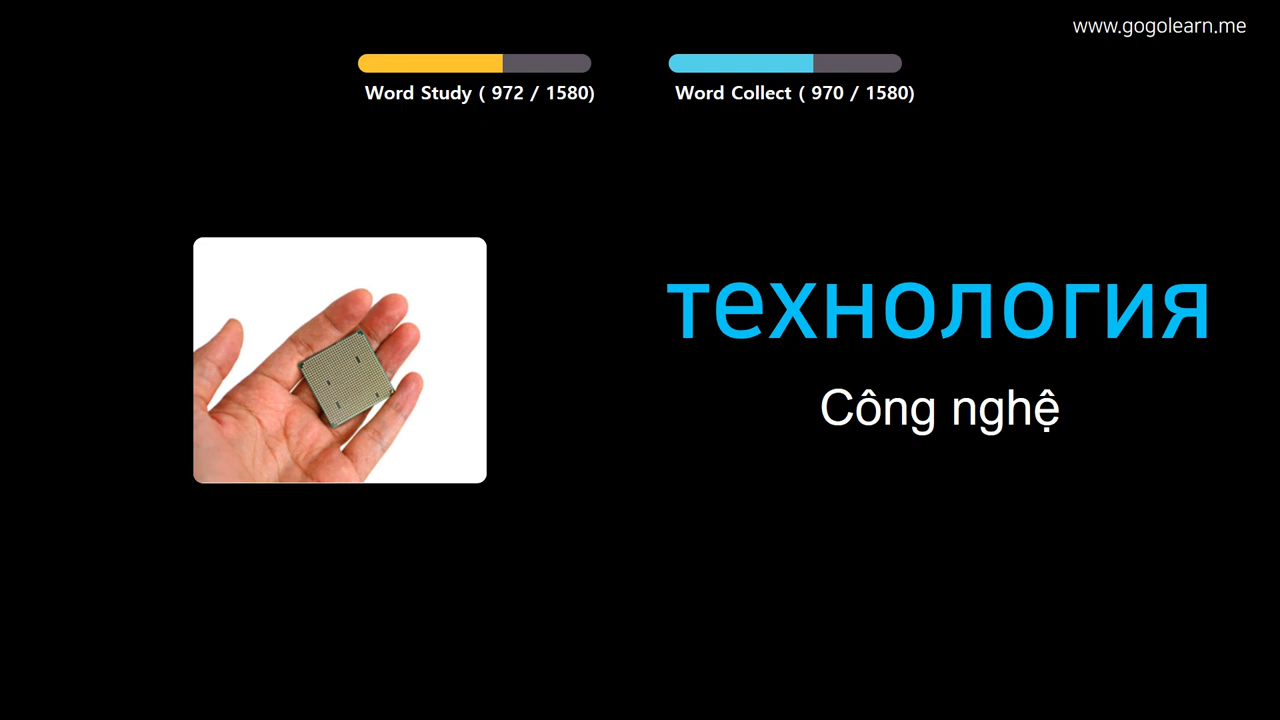 www.gogolearn.me
Word Study ( 972 / 1580)
Word Collect ( 970 / 1580)
технология
Công nghệ